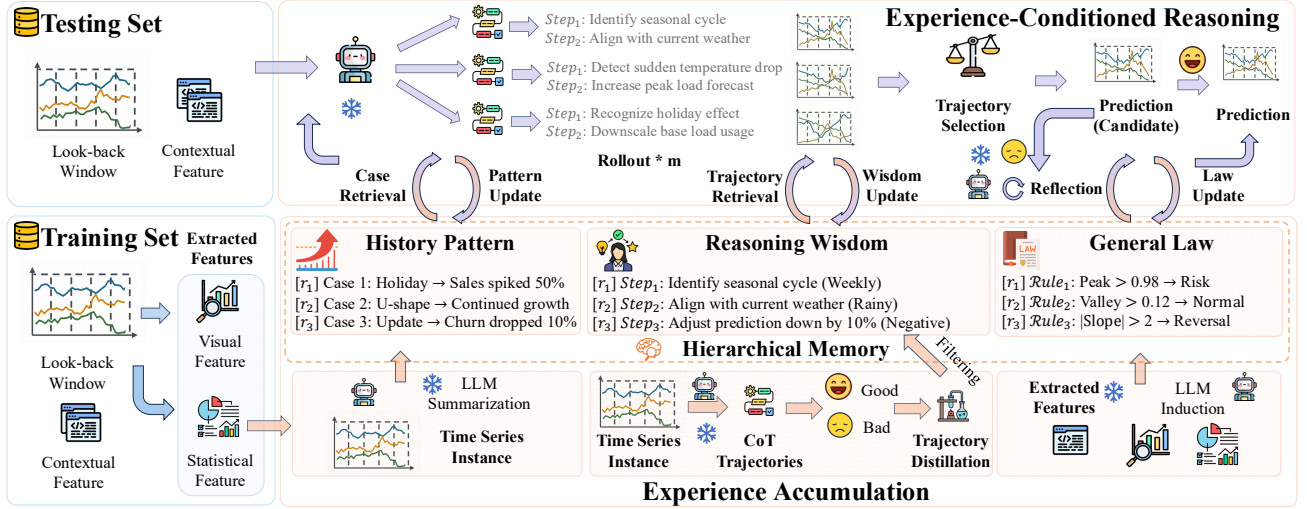 Testing Set
Look-back
Window
Contextual
Feature
Experience-Conditioned Reasoning
Step₁: Identify seasonal cycle
Step₂: Align with current weather
Step₁: Detect sudden temperature drop
Step₂: Increase peak load forecast
Step₁: Recognize holiday effect
Step₂: Downscale base load usage
Rollout * m
Trajectory
Selection
Prediction
(Candidate)
Prediction
Reflection
Case
Retrieval
Pattern
Update
Trajectory
Retrieval
Wisdom
Update
Law
Update
Training Set
Extracted
Features
Look-back
Window
Visual
Feature
Contextual
Feature
Statistical
Feature
History Pattern
[r₁] Case 1: Holiday → Sales spiked 50%
[r₂] Case 2: U-shape → Continued growth
[r₃] Case 3: Update → Churn dropped 10%
Reasoning Wisdom
[r₁] Step₁: Identify seasonal cycle (Weekly)
[r₂] Step₂: Align with current weather (Rainy)
[r₃] Step₃: Adjust prediction down by 10% (Negative)
General Law
LAW
[r₁] Rule₁: Peak > 0.98 → Risk
[r₂] Rule₂: Valley > 0.12 → Normal
[r₃] Rule₃: |Slope| > 2 → Reversal
Hierarchical Memory
Filtering
LLM
Summarization
Time Series
Instance
Time Series
Instance
CoT
Trajectories
Good
Bad
Trajectory
Distillation
Extracted
Features
LLM
Induction
Experience Accumulation